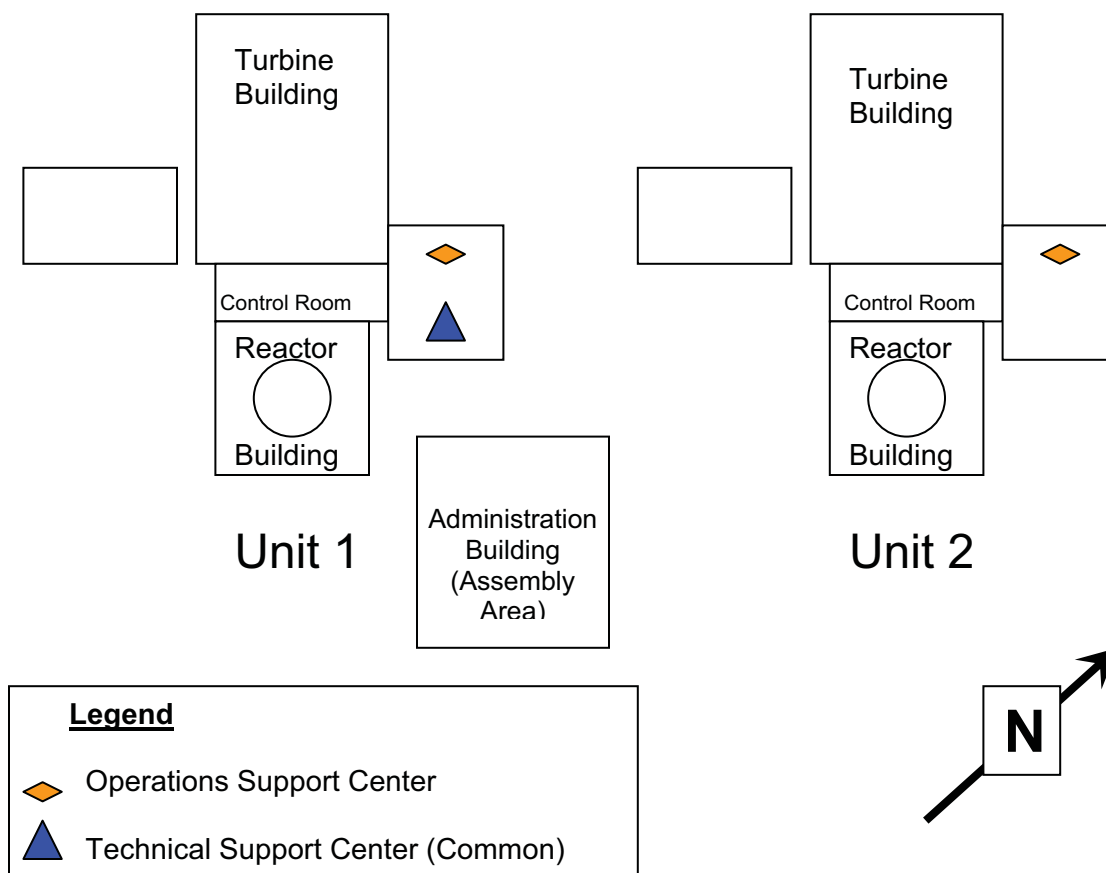 Turbine
Building
Turbine
Building
Control Room
Control Room
Reactor
Building
Reactor
Building
Unit 1
Administration
Building
(Assembly
Area)
Unit 2
N
Legend
Operations Support Center
Technical Support Center (Common)